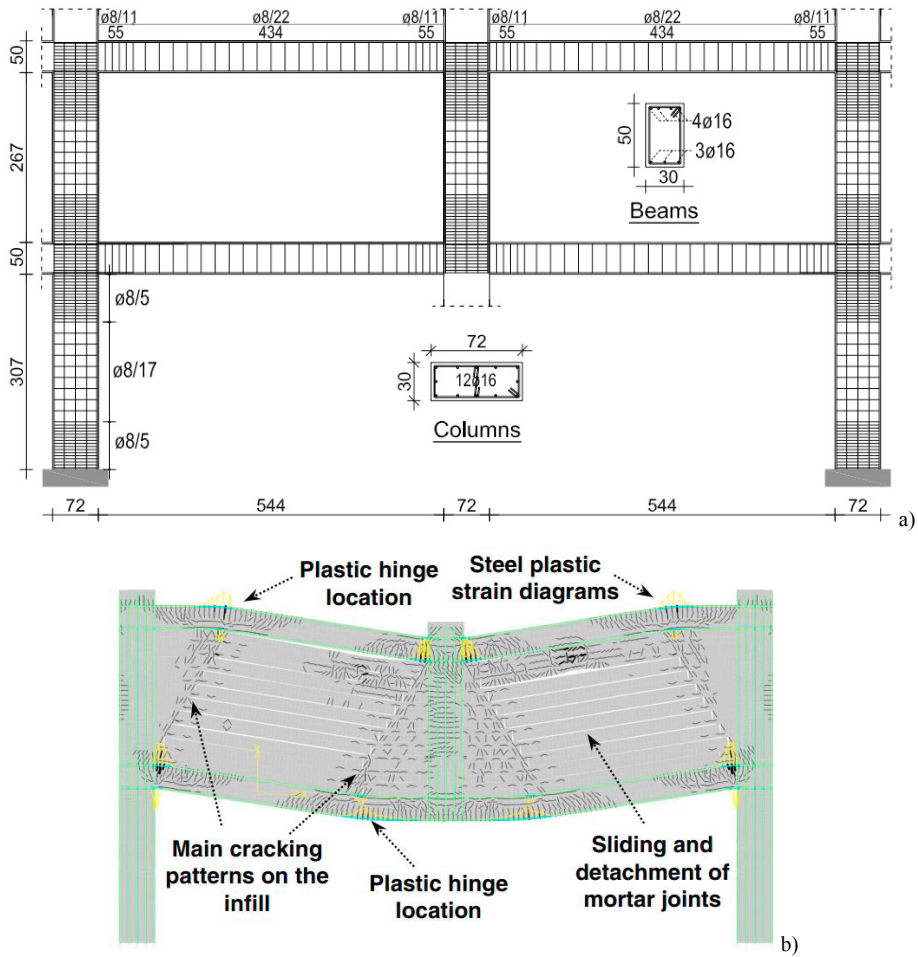 ø8/11 ø8/22 ø8/11 ø8/11 ø8/22 ø8/11
55 434 55 55 434 55
50
267
50
307
50
4ø16
3ø16
30
Beams
ø8/5
ø8/17
ø8/5
72
30
12ø16
Columns
72 544 72 544 72
a)
Plastic hinge
location
Steel plastic
strain diagrams
Main cracking
patterns on the
infill
Plastic hinge
location
Sliding and
detachment of
mortar joints
b)